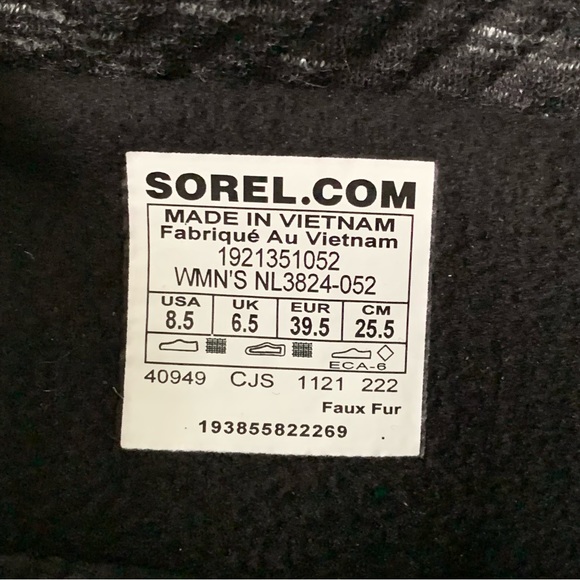 SOREL.COM
MADE IN VIETNAM
Fabriqué Au Vietnam
1921351052
WMN'S NL3824-052
USA UK EUR CM
8.5 6.5 39.5 25.5
ECA-6
40949 CJS 1121 222
Faux Fur
193855822269